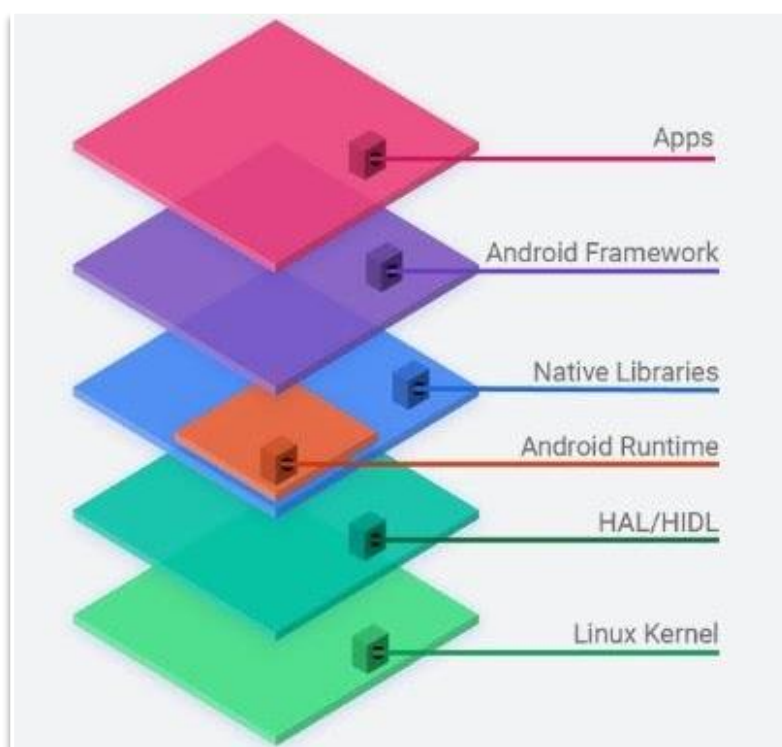 Apps
Android Framework
Native Libraries
Android Runtime
HAL/HIDL
Linux Kernel